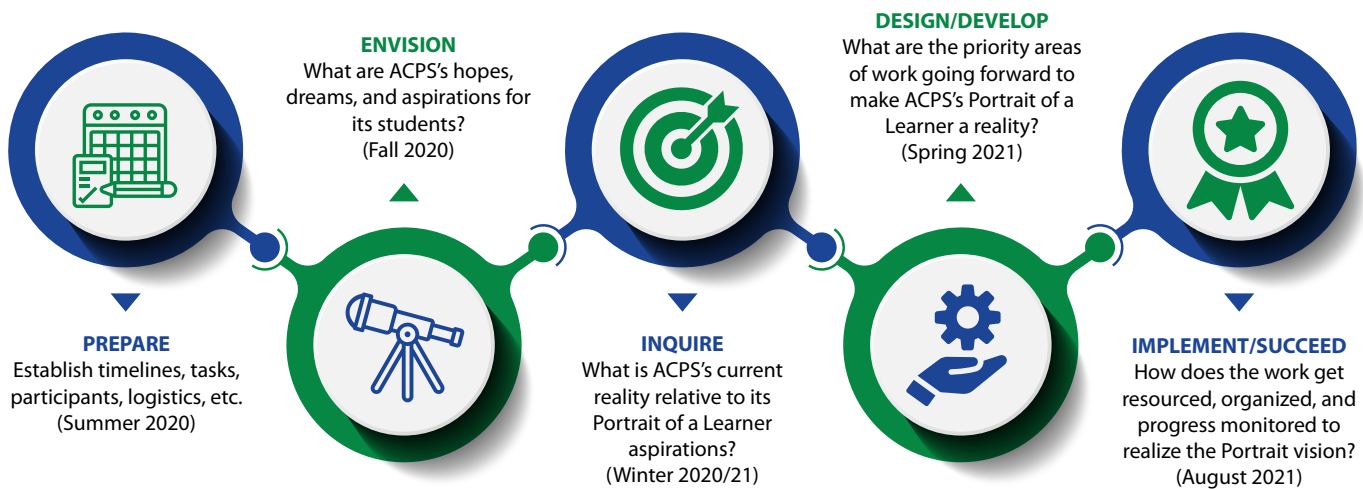 PREPARE
Establish timelines, tasks,
participants, logistics, etc.
(Summer 2020)
ENVISION
What are ACPS's hopes,
dreams, and aspirations for
its students?
(Fall 2020)
INQUIRE
What is ACPS's current
reality relative to its
Portrait of a Learner
aspirations?
(Winter 2020/21)
DESIGN/DEVELOP
What are the priority areas
of work going forward to
make ACPS's Portrait of a
Learner a reality?
(Spring 2021)
IMPLEMENT/SUCCEED
How does the work get
resourced, organized, and
progress monitored to
realize the Portrait vision?
(August 2021)